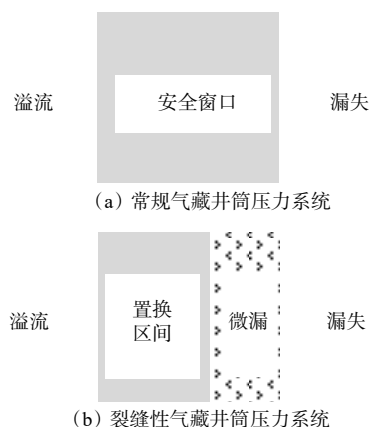 溢流 安全窗口 漏失
（a）常规气藏井筒压力系统
溢流 置换 微漏 漏失
区间
（b）裂缝性气藏井筒压力系统